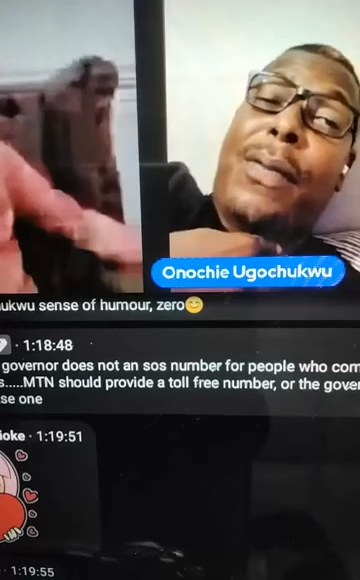 Onochie Ugochukwu
ukwu sense of humour, zero😊
· 1:18:48
governor does not an sos number for people who com
s.....MTN should provide a toll free number, or the gover
se one
ioke · 1:19:51
· 1:19:55